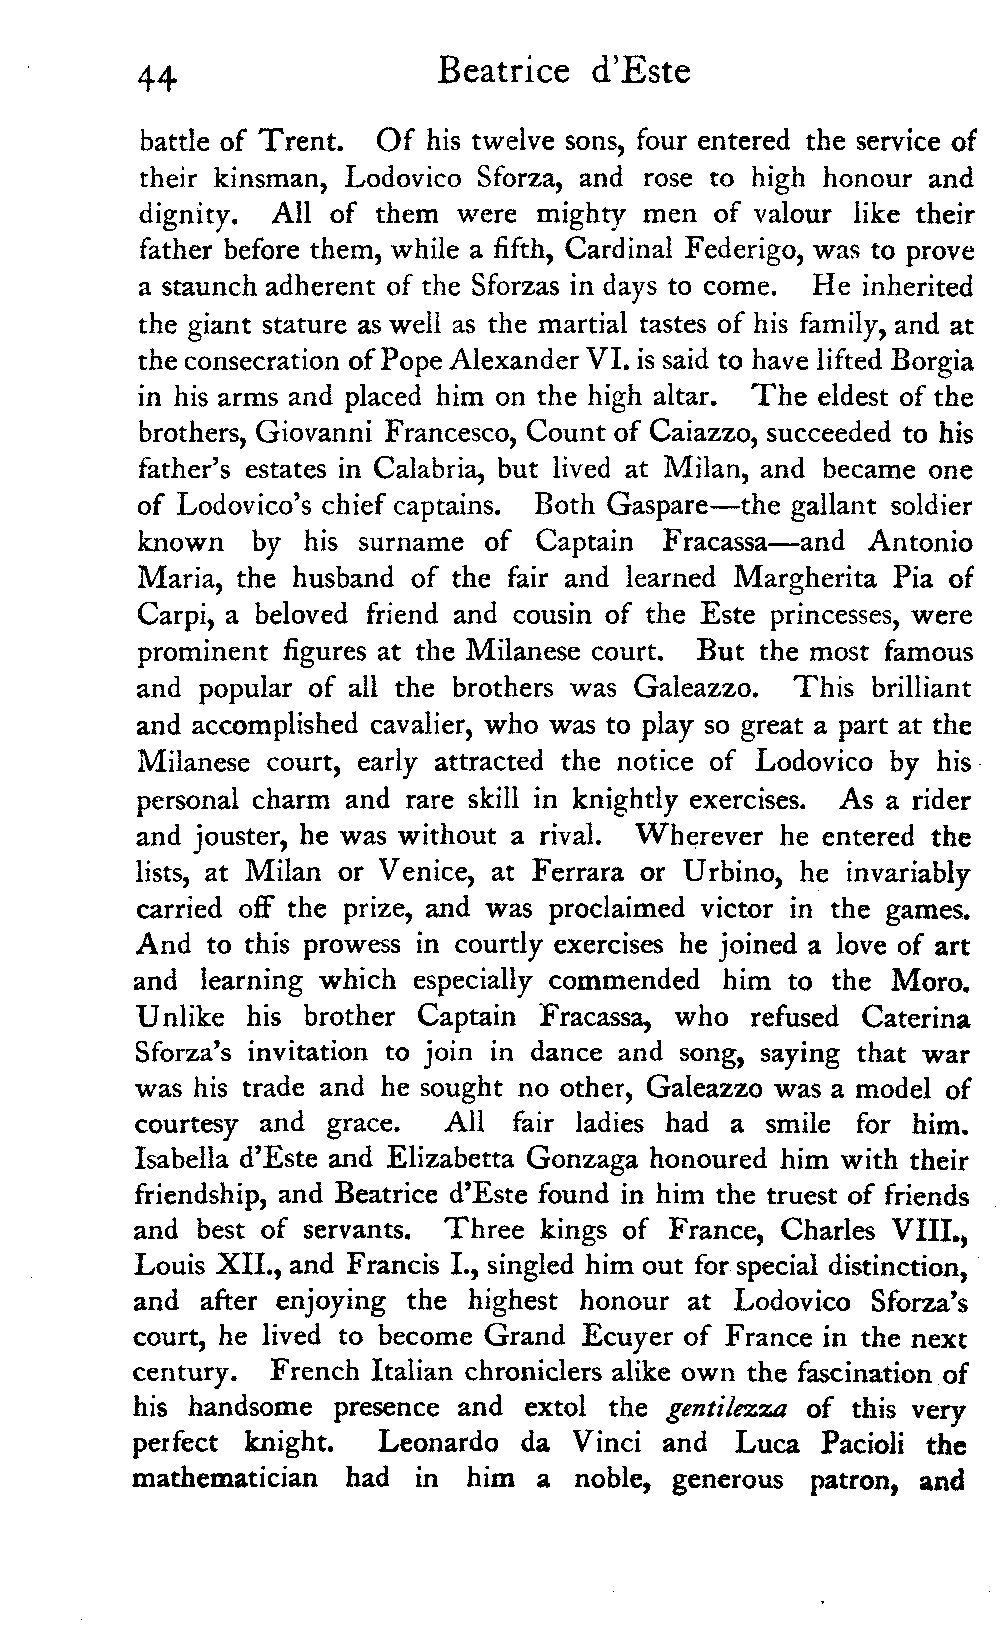 44 Beatrice d'Este
battle of Trent. Of his twelve sons, four entered the service of
their kinsman, Lodovico Sforza, and rose to high honour and
dignity. All of them were mighty men of valour like their
father before them, while a fifth, Cardinal Federigo, was to prove
a staunch adherent of the Sforzas in days to come. He inherited
the giant stature as well as the martial tastes of his family, and at
the consecration of Pope Alexander VI. is said to have lifted Borgia
in his arms and placed him on the high altar. The eldest of the
brothers, Giovanni Francesco, Count of Caiazzo, succeeded to his
father's estates in Calabria, but lived at Milan, and became one
of Lodovico's chief captains. Both Gaspare—the gallant soldier
known by his surname of Captain Fracassa—and Antonio
Maria, the husband of the fair and learned Margherita Pia of
Carpi, a beloved friend and cousin of the Este princesses, were
prominent figures at the Milanese court. But the most famous
and popular of all the brothers was Galeazzo. This brilliant
and accomplished cavalier, who was to play so great a part at the
Milanese court, early attracted the notice of Lodovico by his
personal charm and rare skill in knightly exercises. As a rider
and jouster, he was without a rival. Wherever he entered the
lists, at Milan or Venice, at Ferrara or Urbino, he invariably
carried off the prize, and was proclaimed victor in the games.
And to this prowess in courtly exercises he joined a love of art
and learning which especially commended him to the Moro.
Unlike his brother Captain Fracassa, who refused Caterina
Sforza's invitation to join in dance and song, saying that war
was his trade and he sought no other, Galeazzo was a model of
courtesy and grace. All fair ladies had a smile for him.
Isabella d'Este and Elizabetta Gonzaga honoured him with their
friendship, and Beatrice d'Este found in him the truest of friends
and best of servants. Three kings of France, Charles VIII.,
Louis XII., and Francis I., singled him out for special distinction,
and after enjoying the highest honour at Lodovico Sforza's
court, he lived to become Grand Ecuyer of France in the next
century. French Italian chroniclers alike own the fascination of
his handsome presence and extol the gentilezza of this very
perfect knight. Leonardo da Vinci and Luca Pacioli the
mathematician had in him a noble, generous patron, and